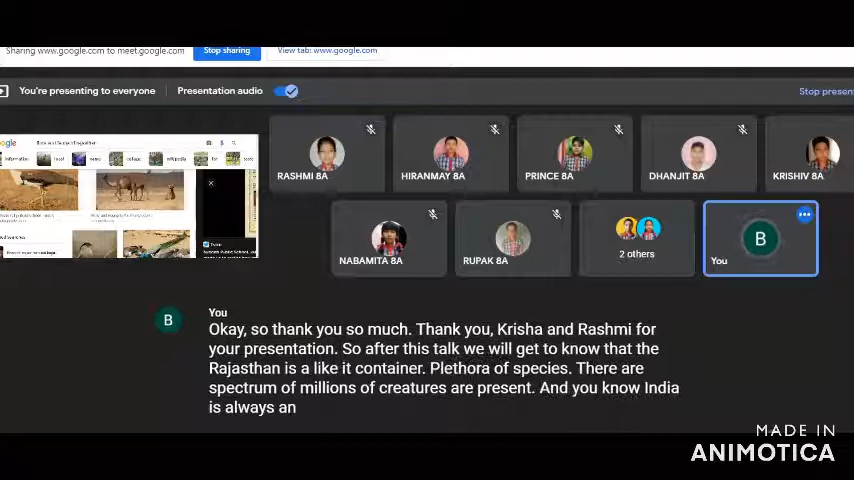 Sharing www.google.com to meet.google.com
Stop sharing
View tab: www.google.com
You're presenting to everyone
Presentation audio
Stop present
RASHMI 8A
HIRANMAY 8A
PRINCE 8A
DHANJIT 8A
KRISHIV 8A
NABAMITA 8A
RUPAK 8A
2 others
B
You
B
You
Okay, so thank you so much. Thank you, Krisha and Rashmi for
your presentation. So after this talk we will get to know that the
Rajasthan is a like it container. Plethora of species. There are
spectrum of millions of creatures are present. And you know India
is always an
MADE IN
ANIMOTICA